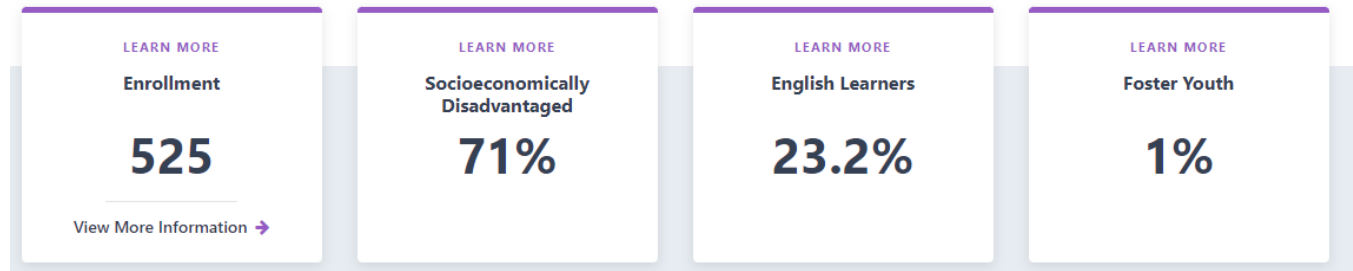 LEARN MORE
Enrollment
525
View More Information
LEARN MORE
Socioeconomically
Disadvantaged
71%
LEARN MORE
English Learners
23.2%
LEARN MORE
Foster Youth
1%